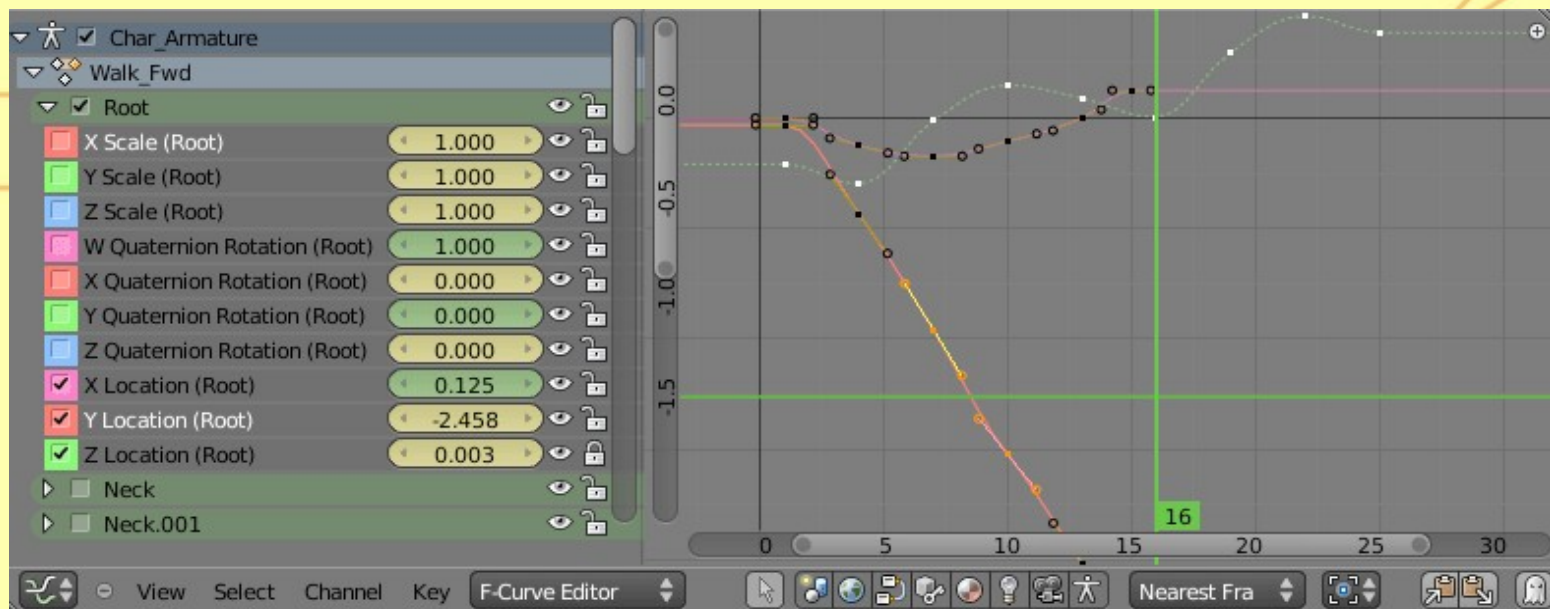 Char_Armature
Walk_Fwd
Root
X Scale (Root) 1.000
Y Scale (Root) 1.000
Z Scale (Root) 1.000
W Quaternion Rotation (Root) 1.000
X Quaternion Rotation (Root) 0.000
Y Quaternion Rotation (Root) 0.000
Z Quaternion Rotation (Root) 0.000
X Location (Root) 0.125
Y Location (Root) -2.458
Z Location (Root) 0.003
Neck
Neck.001
0.0
-0.5
-1.0
-1.5
16
0 5 10 15 20 25 30
View Select Channel Key F-Curve Editor Nearest Fra